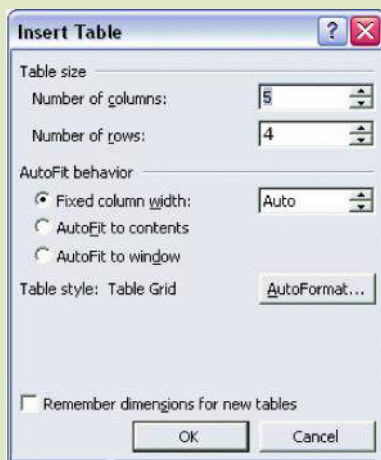 Insert Table
Table size
Number of columns: 5
Number of rows: 4
AutoFit behavior
Fixed column width: Auto
AutoFit to contents
AutoFit to window
Table style: Table Grid AutoFormat...
Remember dimensions for new tables
OK Cancel